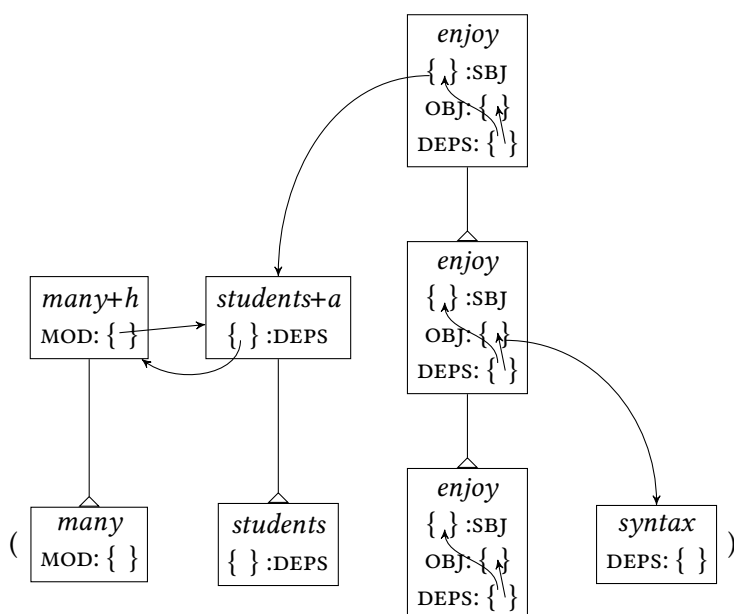 enjoy
{ } :SBJ
OBJ: { }
DEPS: { }
many+h
MOD: { }
students+a
{ } :DEPS
enjoy
{ } :SBJ
OBJ: { }
DEPS: { }
(
many
MOD: { }
students
{ } :DEPS
enjoy
{ } :SBJ
OBJ: { }
DEPS: { }
syntax
DEPS: { }
)